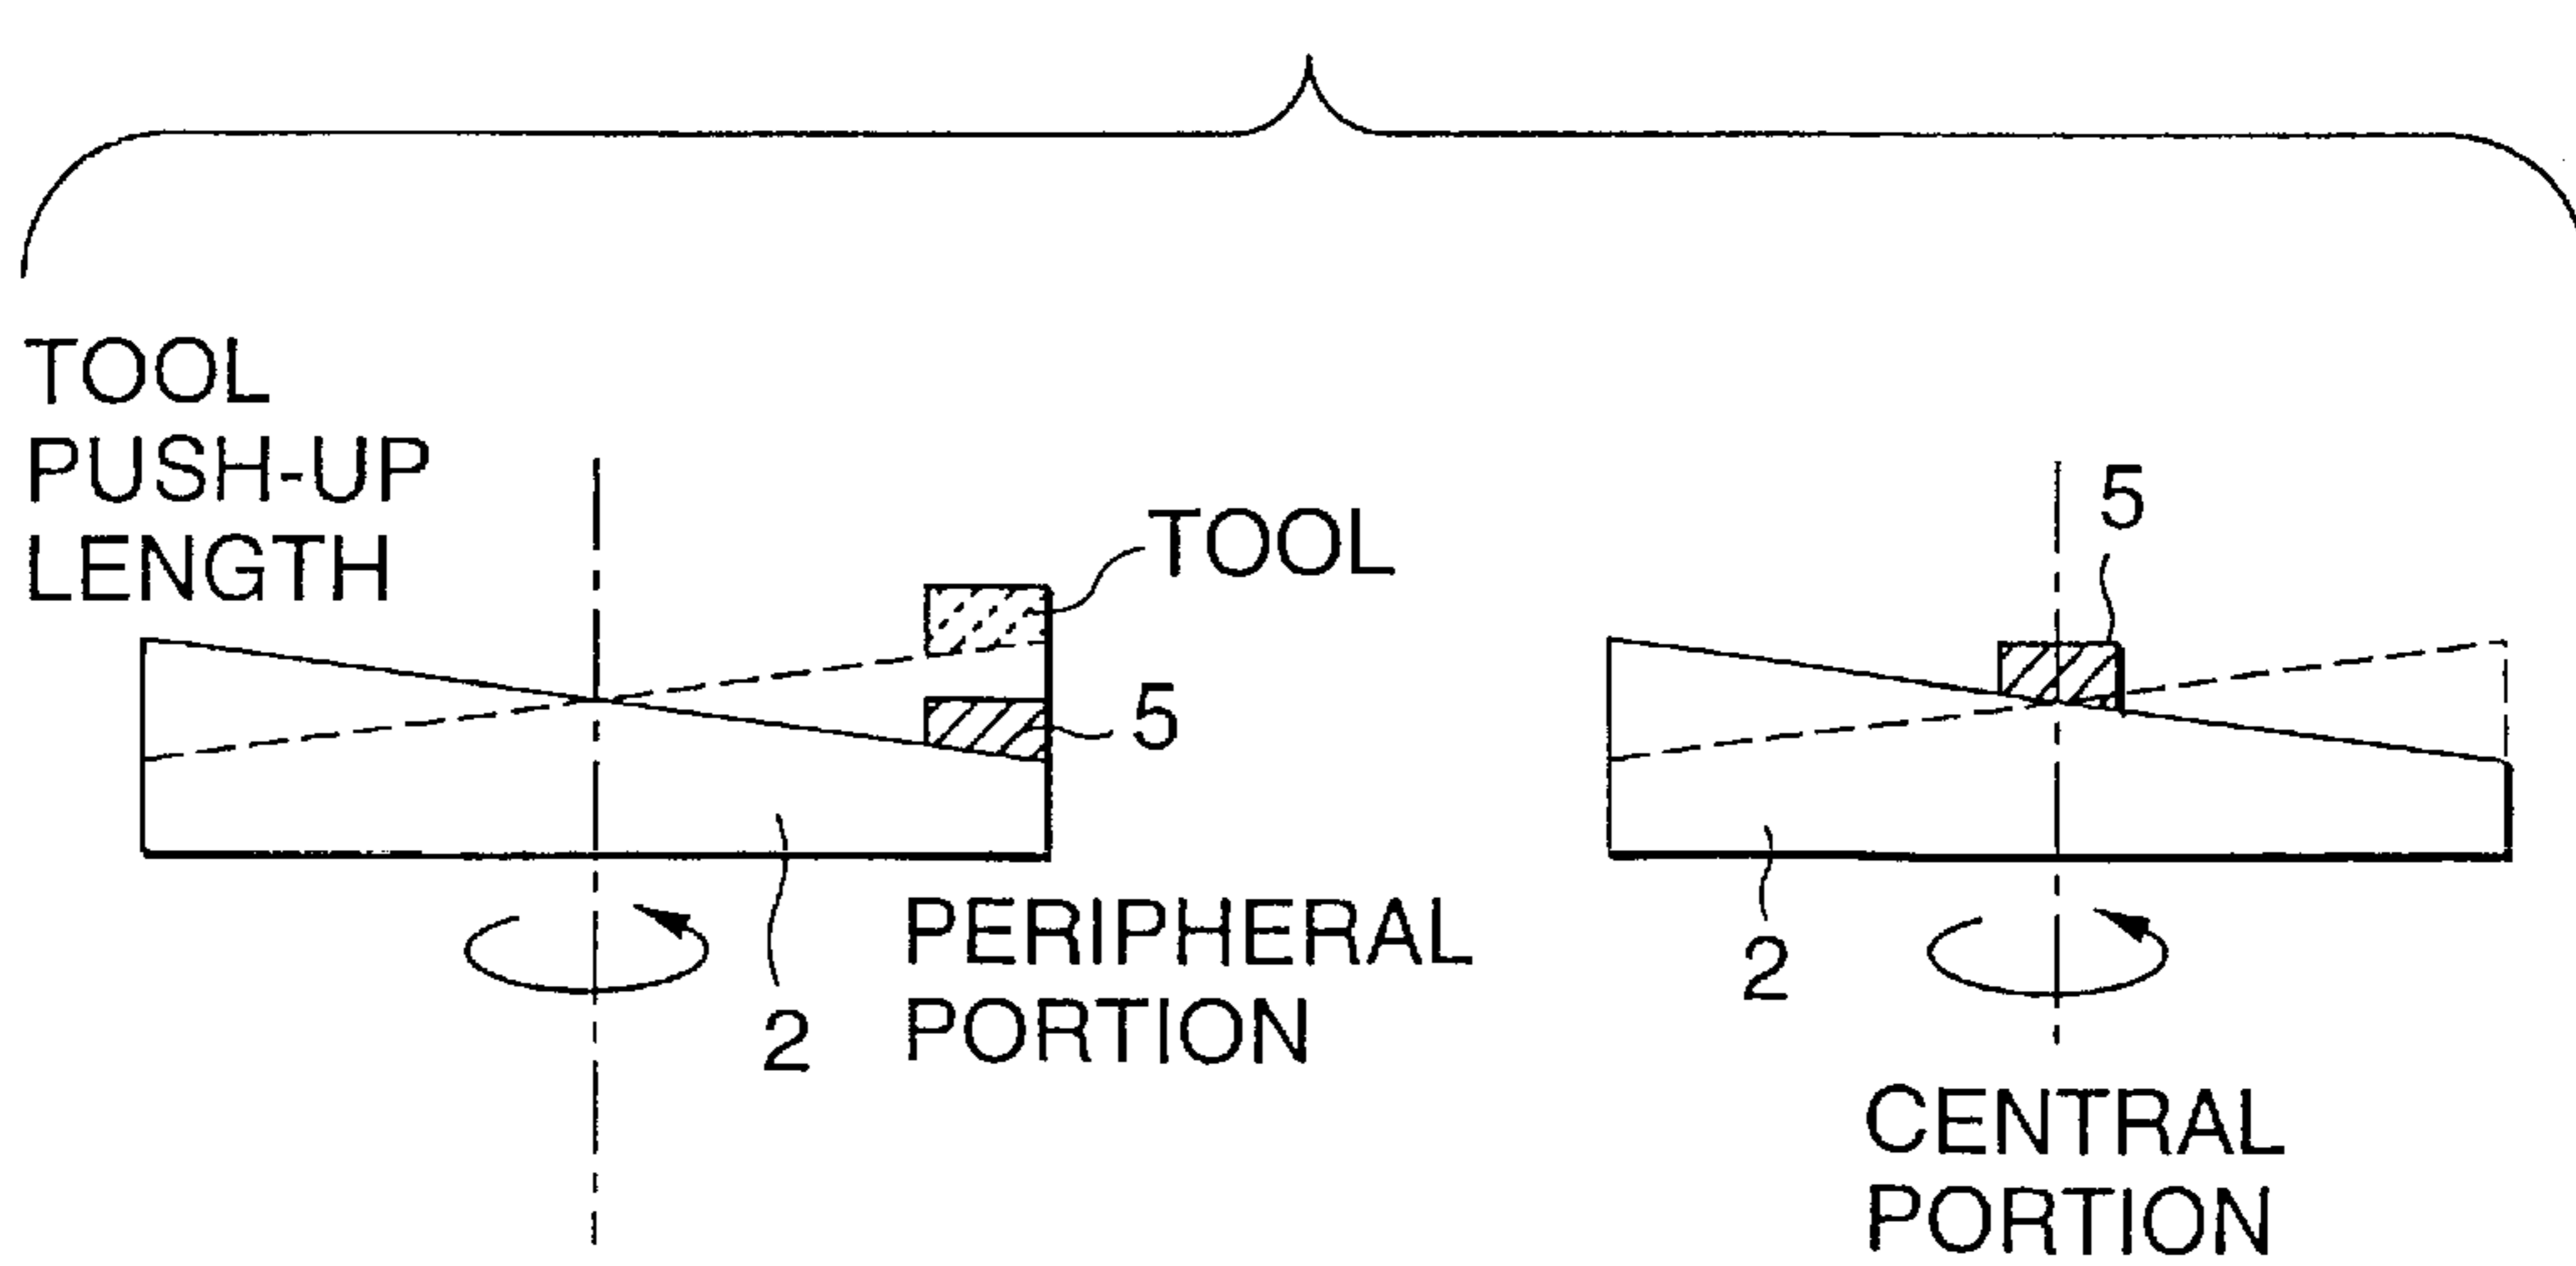 TOOL
PUSH-UP
LENGTH
TOOL
5
2
PERIPHERAL
PORTION
5
2
CENTRAL
PORTION